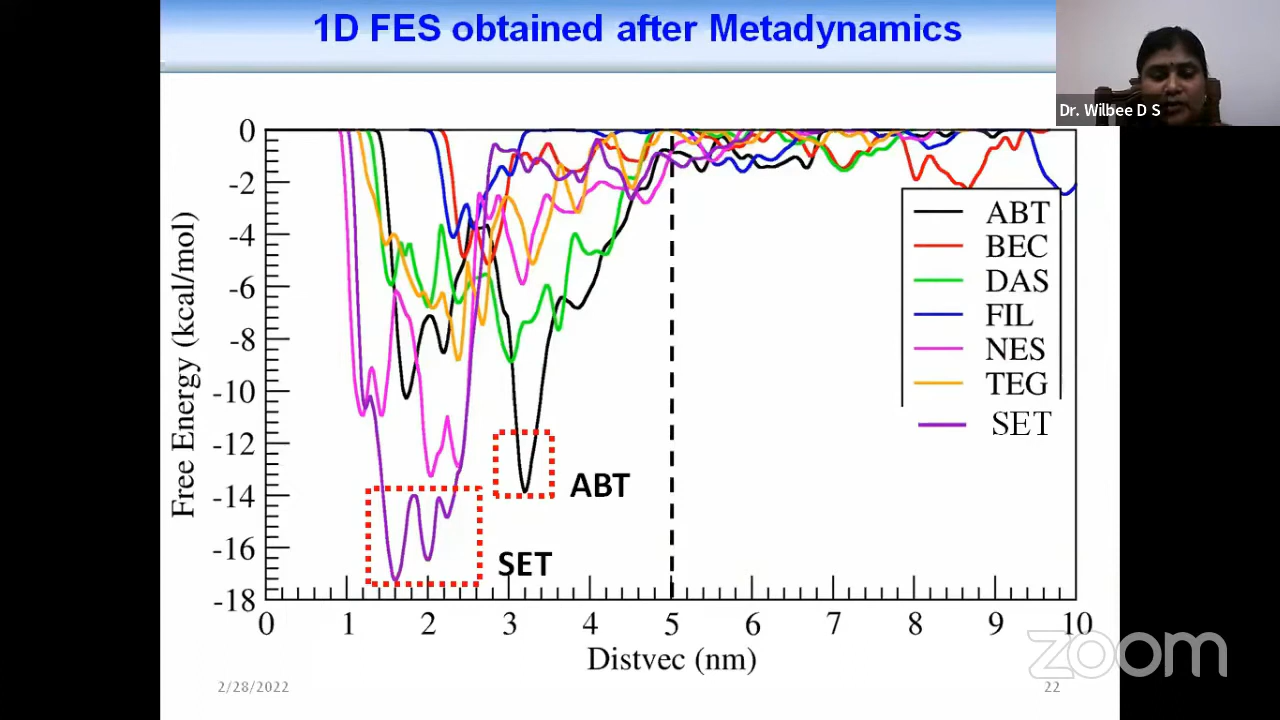 1D FES obtained after Metadynamics
Dr. Wilbee D S
0
-2
-4
-6
-8
-10
-12
-14
-16
-18
Free Energy (kcal/mol)
ABT
BEC
DAS
FIL
NES
TEG
SET
ABT
SET
0 1 2 3 4 5 6 7 8 9 10
Distvec (nm)
zoom
2/28/2022
22